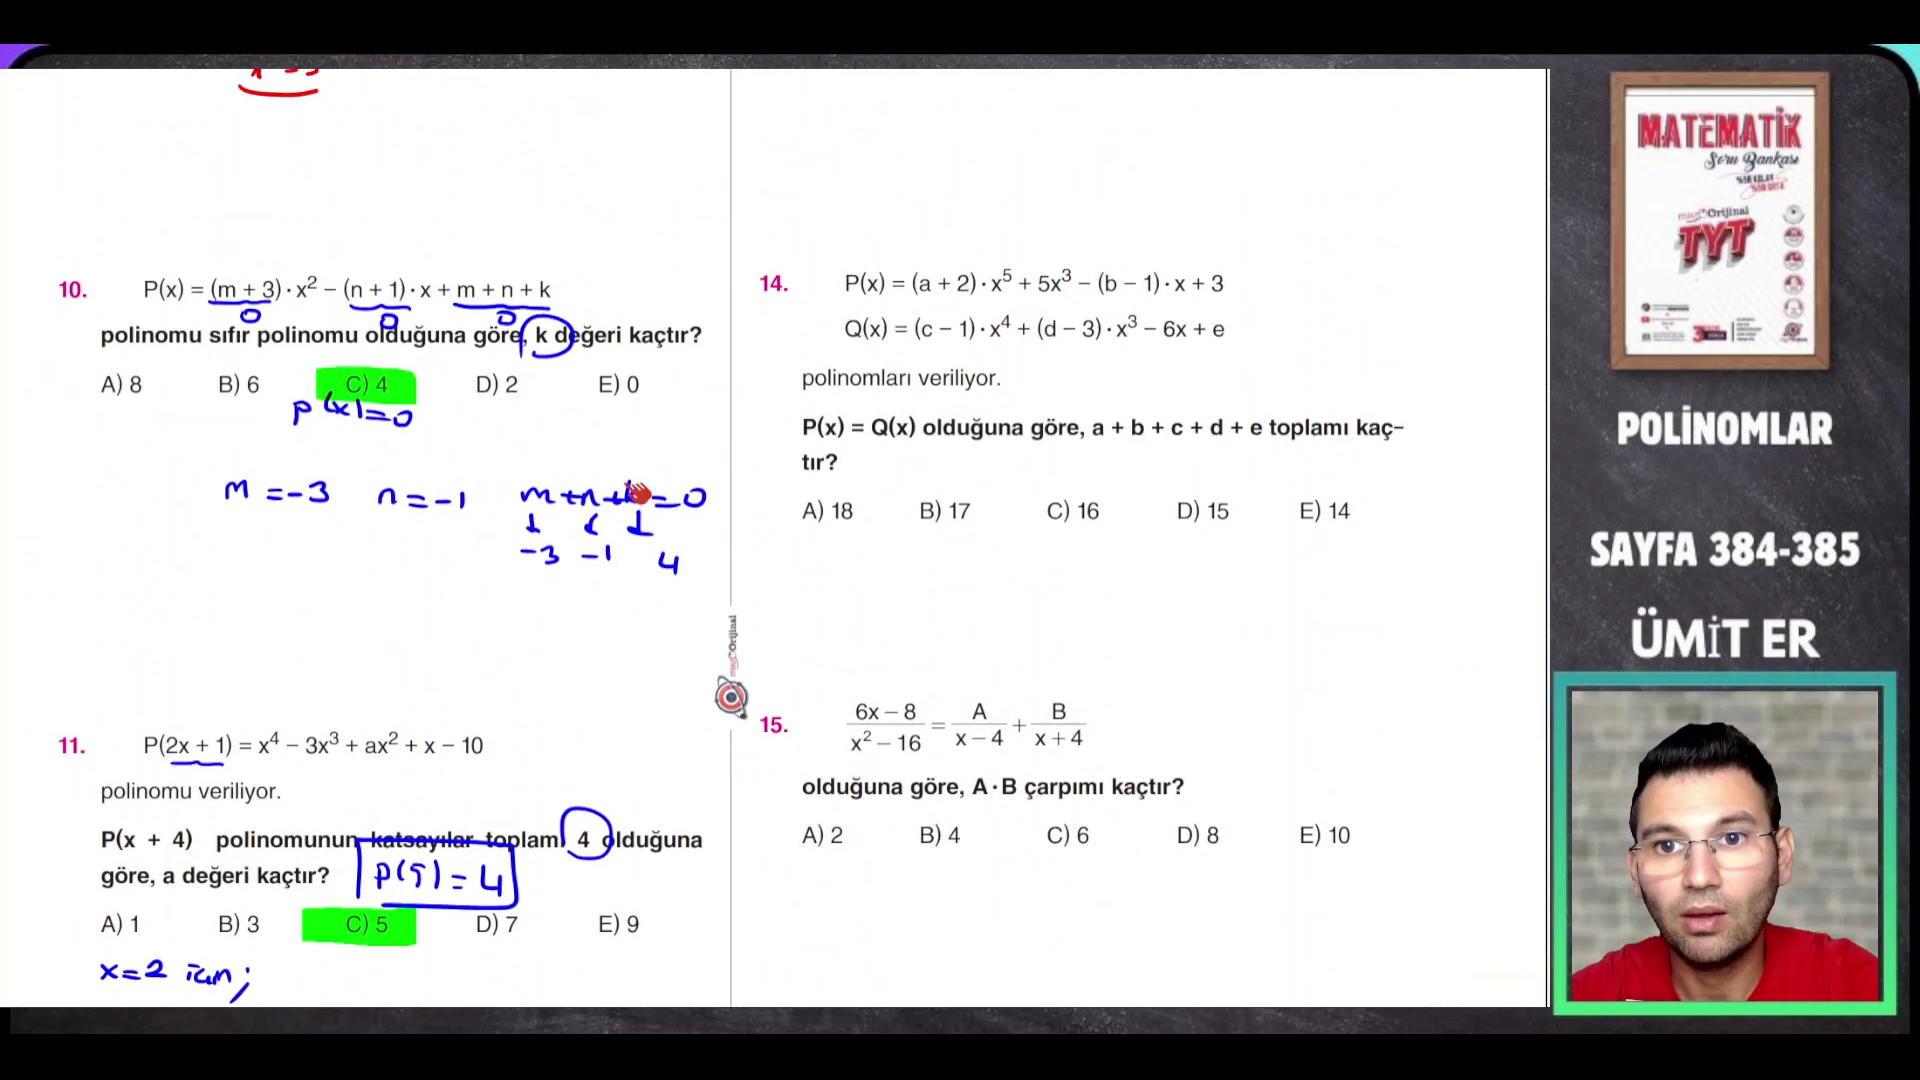 10. P(x) = (m + 3) · x² – (n + 1) · x + m + n + k
0 0 0
polinomu sıfır polinomu olduğuna göre, k değeri kaçtır?
A) 8 B) 6 C) 4 D) 2 E) 0
P(x)=0
m = -3 n = -1 m+n+k=0
-3 -1 4
11. P(2x + 1) = x⁴ – 3x³ + ax² + x – 10
polinomu veriliyor.
P(x + 4) polinomunun katsayılar toplamı 4 olduğuna
göre, a değeri kaçtır?
P(5) = 4
A) 1 B) 3 C) 5 D) 7 E) 9
x=2 için;
mixOrijinal
14. P(x) = (a + 2) · x⁵ + 5x³ – (b – 1) · x + 3
Q(x) = (c – 1) · x⁴ + (d – 3) · x³ – 6x + e
polinomları veriliyor.
P(x) = Q(x) olduğuna göre, a + b + c + d + e toplamı kaç-
tır?
A) 18 B) 17 C) 16 D) 15 E) 14
15. (6x – 8)/(x² – 16) = A/(x – 4) + B/(x + 4)
olduğuna göre, A · B çarpımı kaçtır?
A) 2 B) 4 C) 6 D) 8 E) 10
MATEMATİK
Soru Bankası
Orijinal
TYT
POLİNOMLAR
SAYFA 384-385
ÜMİT ER